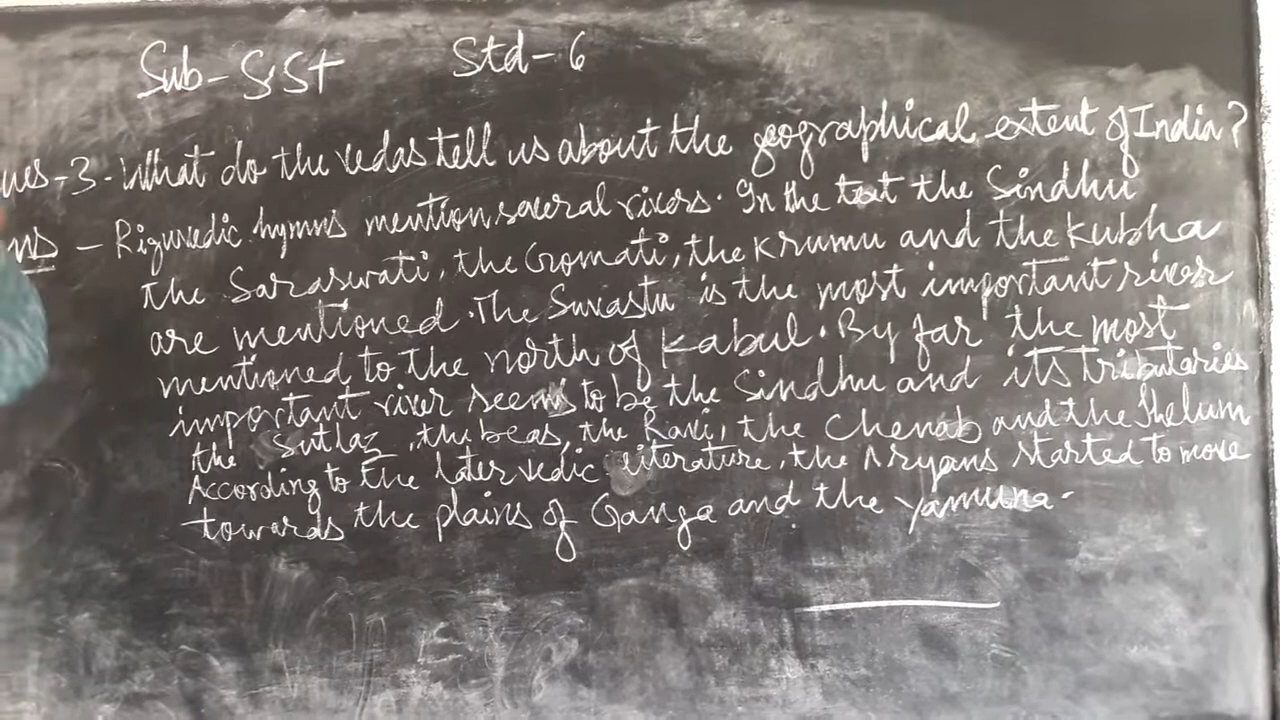 Sub - S.St Std - 6
ues - 3 - What do the vedas tell us about the geographical extent of India?
ns - Riguvedic hymns mention several rivers. In the text the Sindhu
the Saraswati, the Gromati, the Krumu and the Kubha
are mentioned. The Suvastu is the most important river
mentioned to the north of Kabul. By far the most
important river seems to be the Sindhu and its tributaries
the Sutlaz, the beas, the Ravi, the Chenab and the Jhelum
According to the later vedic literature, the Aryans started to move
towards the plains of Ganga and the Yamuna.